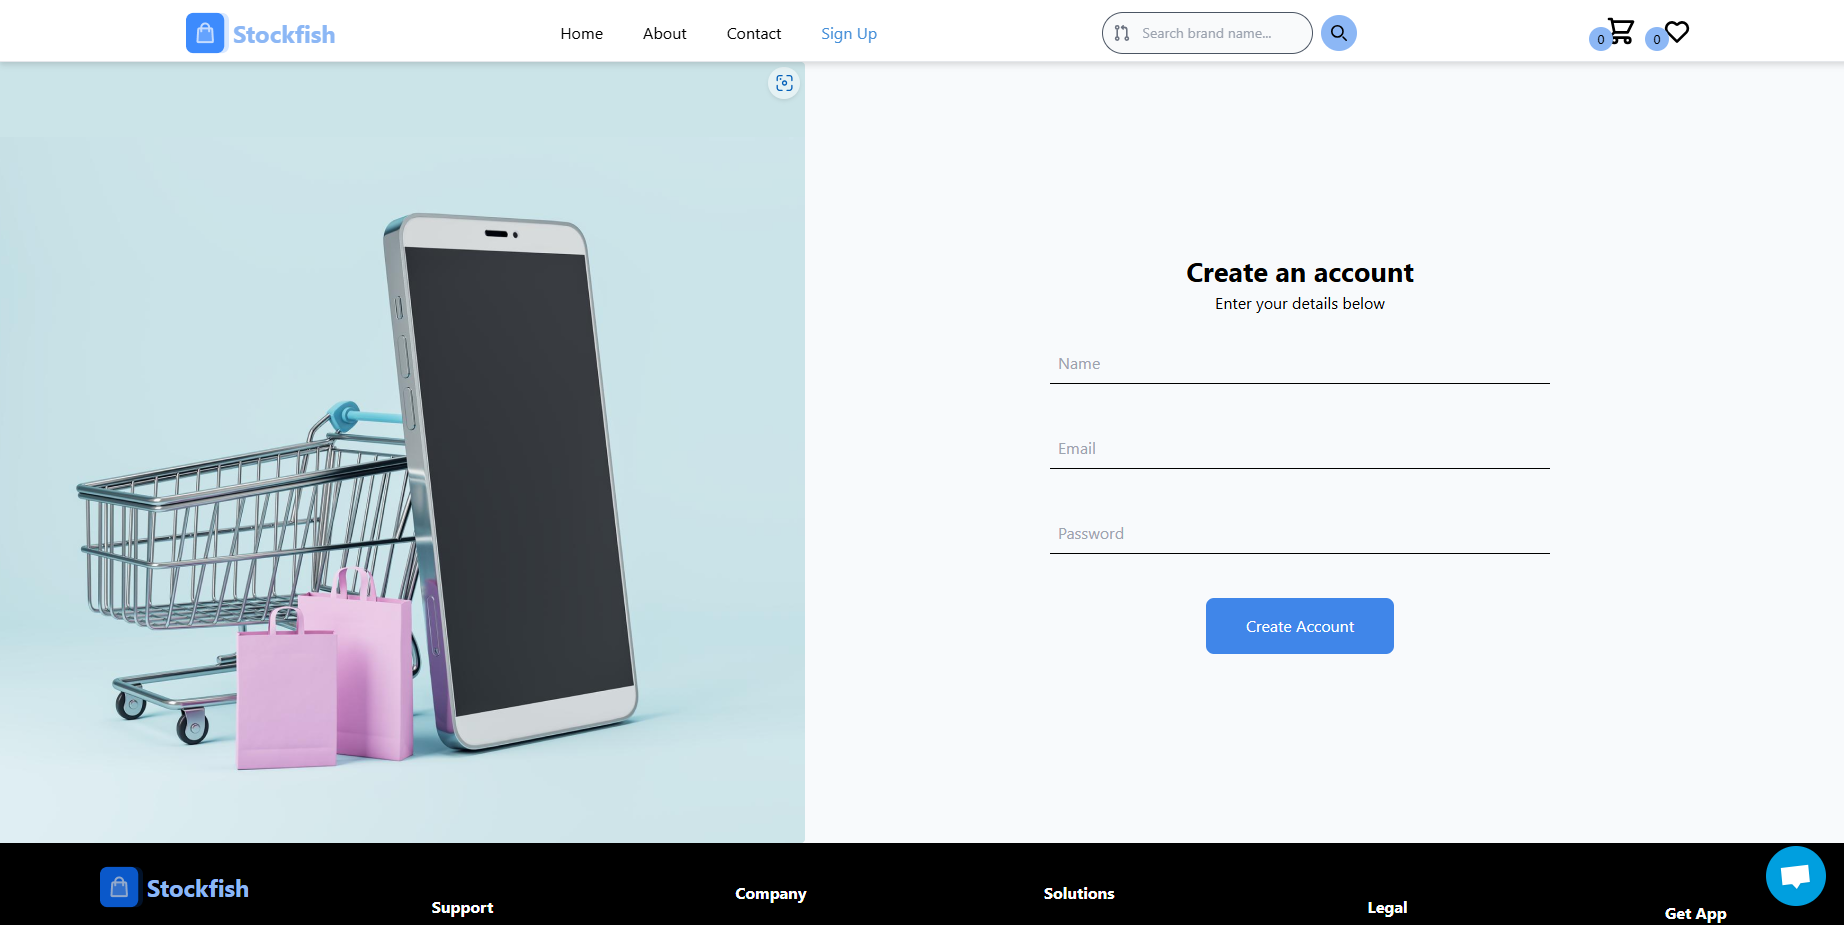 Stockfish
Home
About
Contact
Sign Up
Search brand name...
0
0
Create an account
Enter your details below
Name
Email
Password
Create Account
Stockfish
Support
Company
Solutions
Legal
Get App